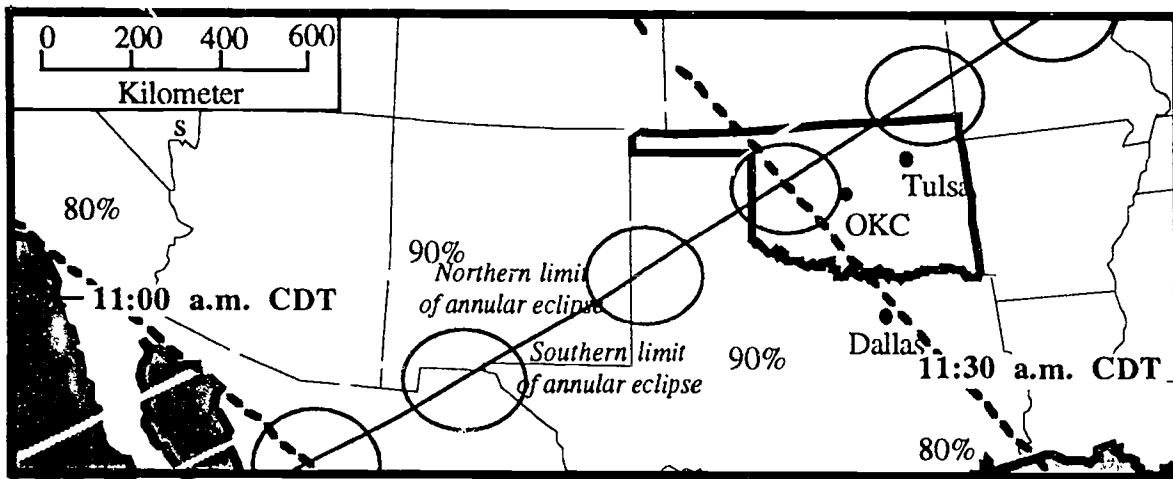 0 200 400 600
Kilometer
s
80%
Tulsa
OKC
90%
Northern limit
of annular eclipse
11:00 a.m. CDT
Dallas
Southern limit
of annular eclipse
90%
11:30 a.m. CDT
80%